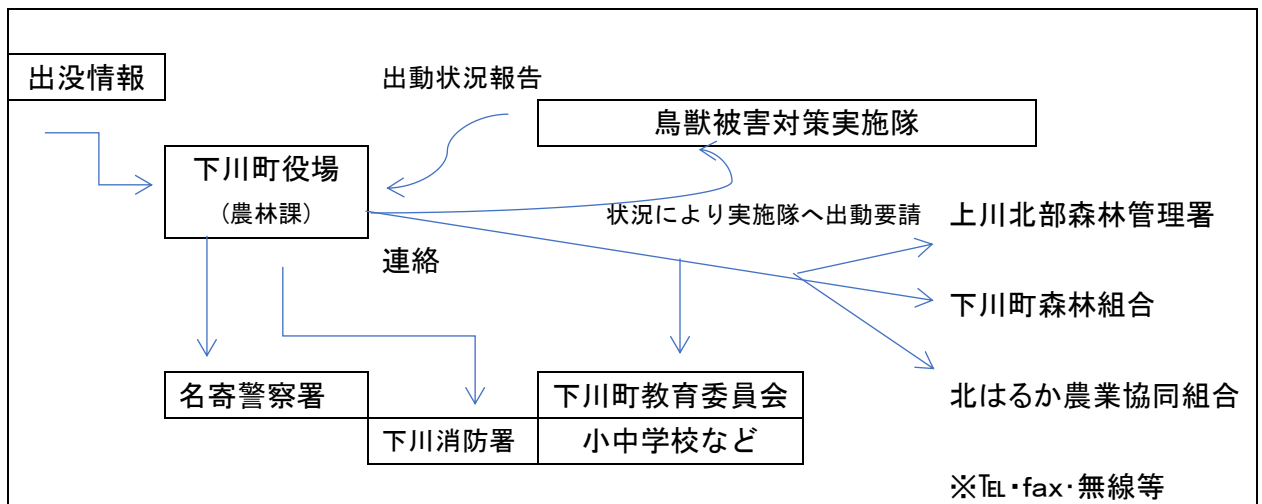 出没情報
出動状況報告
鳥獣被害対策実施隊
下川町役場
(農林課)
状況により実施隊へ出動要請
上川北部森林管理署
連絡
下川町森林組合
名寄警察署
下川町教育委員会
北はるか農業協同組合
下川消防署
小中学校など
※℡・fax・無線等